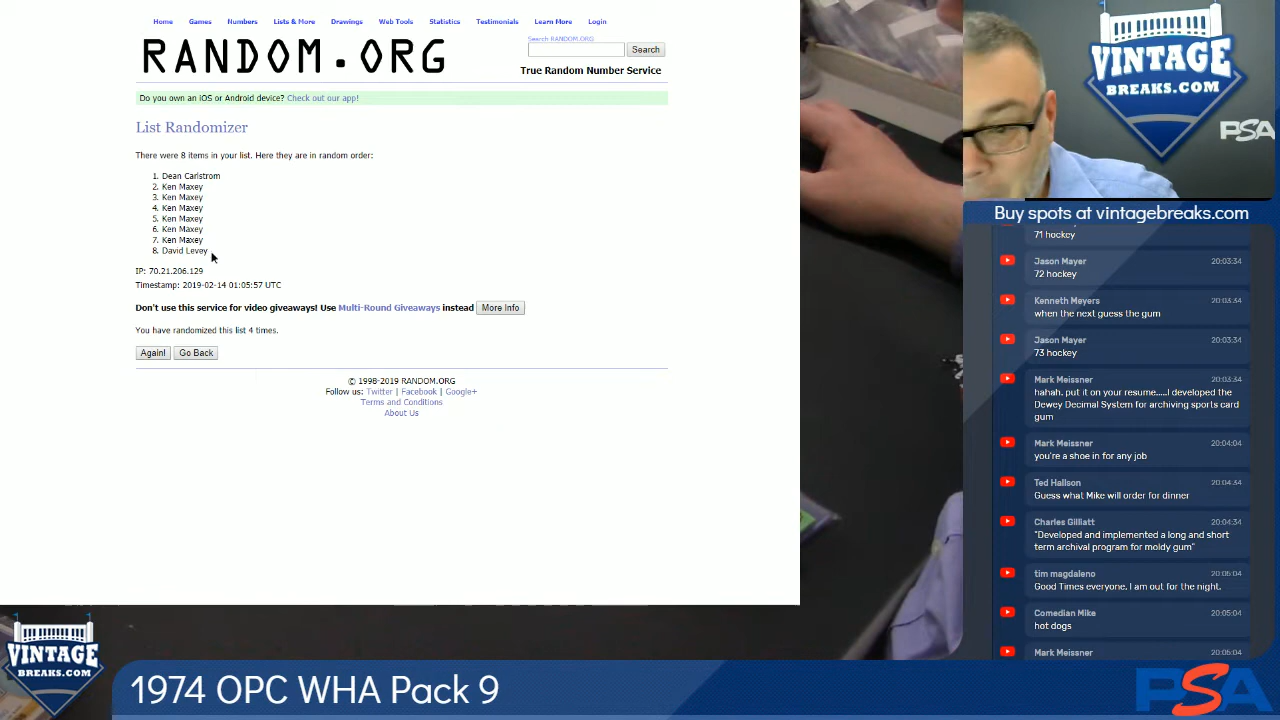 Home Games Numbers Lists & More Drawings Web Tools Statistics Testimonials Learn More Login
RANDOM.ORG
Search RANDOM.ORG
Search
True Random Number Service
Do you own an iOS or Android device? Check out our app!
List Randomizer
There were 8 items in your list. Here they are in random order:
1. Dean Carlstrom
2. Ken Maxey
3. Ken Maxey
4. Ken Maxey
5. Ken Maxey
6. Ken Maxey
7. Ken Maxey
8. David Levey
IP: 70.21.206.129
Timestamp: 2019-02-14 01:05:57 UTC
Don't use this service for video giveaways! Use Multi-Round Giveaways instead More Info
You have randomized this list 4 times.
Again! Go Back
© 1998-2019 RANDOM.ORG
Follow us: Twitter | Facebook | Google+
Terms and Conditions
About Us
VINTAGE
BREAKS.COM
PSA
Buy spots at vintagebreaks.com
71 hockey
Jason Mayer 20:03:34
72 hockey
Kenneth Meyers 20:03:34
when the next guess the gum
Jason Mayer 20:03:34
73 hockey
Mark Meissner 20:03:34
hahah, put it on your resume.....I developed the
Dewey Decimal System for archiving sports card
gum
Mark Meissner 20:04:04
you're a shoe in for any job
Ted Hallson 20:04:34
Guess what Mike will order for dinner
Charles Gilliatt 20:04:34
"Developed and implemented a long and short
term archival program for moldy gum"
tim magdaleno 20:05:04
Good Times everyone, I am out for the night.
Comedian Mike 20:05:04
hot dogs
Mark Meissner 20:05:04
VINTAGE
BREAKS.COM
1974 OPC WHA Pack 9
PSA